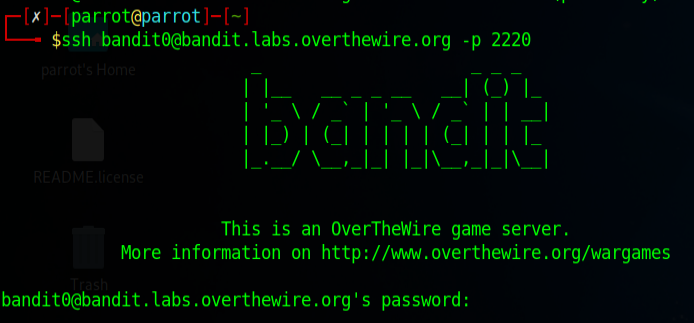 ┌─[✗]─[parrot@parrot]─[~]
└──╼ $ssh bandit0@bandit.labs.overthewire.org -p 2220
parrot's Home
bandit
README.license
This is an OverTheWire game server.
More information on http://www.overthewire.org/wargames
Trash
bandit0@bandit.labs.overthewire.org's password: